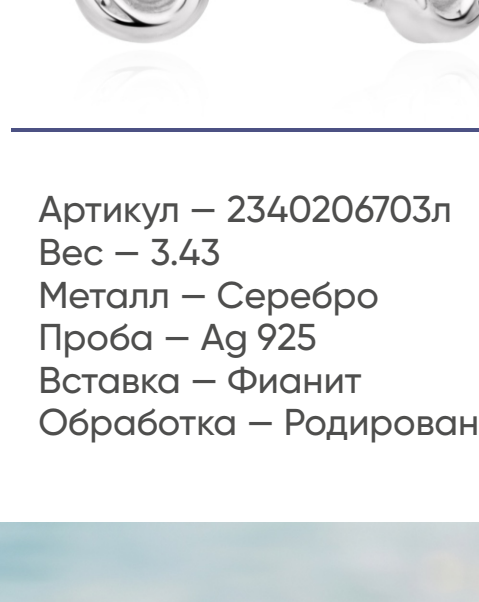 Артикул — 2340206703л
Вес — 3.43
Металл — Серебро
Проба — Ag 925
Вставка — Фианит
Обработка — Родирован